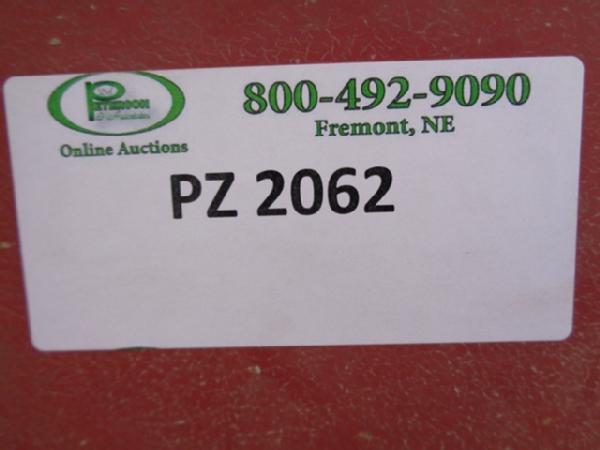 Online Auctions
800-492-9090
Fremont, NE
PZ 2062